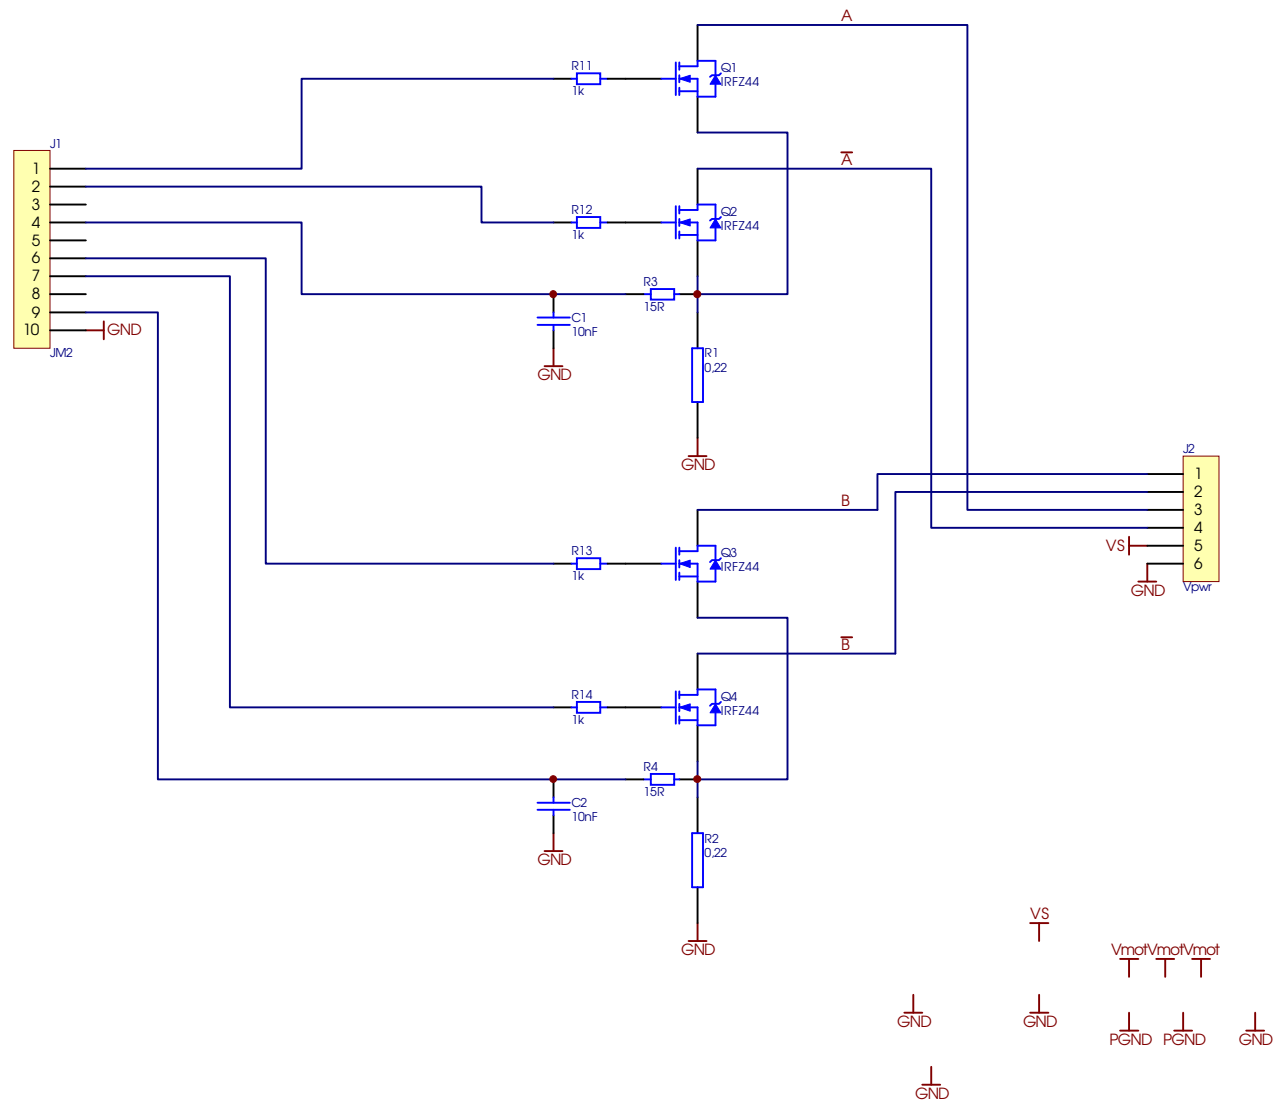 A
R11
1k
Q1
IRFZ44
J1
1
2
3
4
5
6
7
8
9
10
GND
JM2
A
R12
1k
Q2
IRFZ44
R3
15R
C1
10nF
GND
R1
0,22
GND
J2
1
2
3
4
5
6
VS
GND
Vpwr
B
R13
1k
Q3
IRFZ44
B
R14
1k
Q4
IRFZ44
R4
15R
C2
10nF
GND
R2
0,22
GND
VS
Vmot Vmot Vmot
GND
GND
PGND
PGND
GND
GND